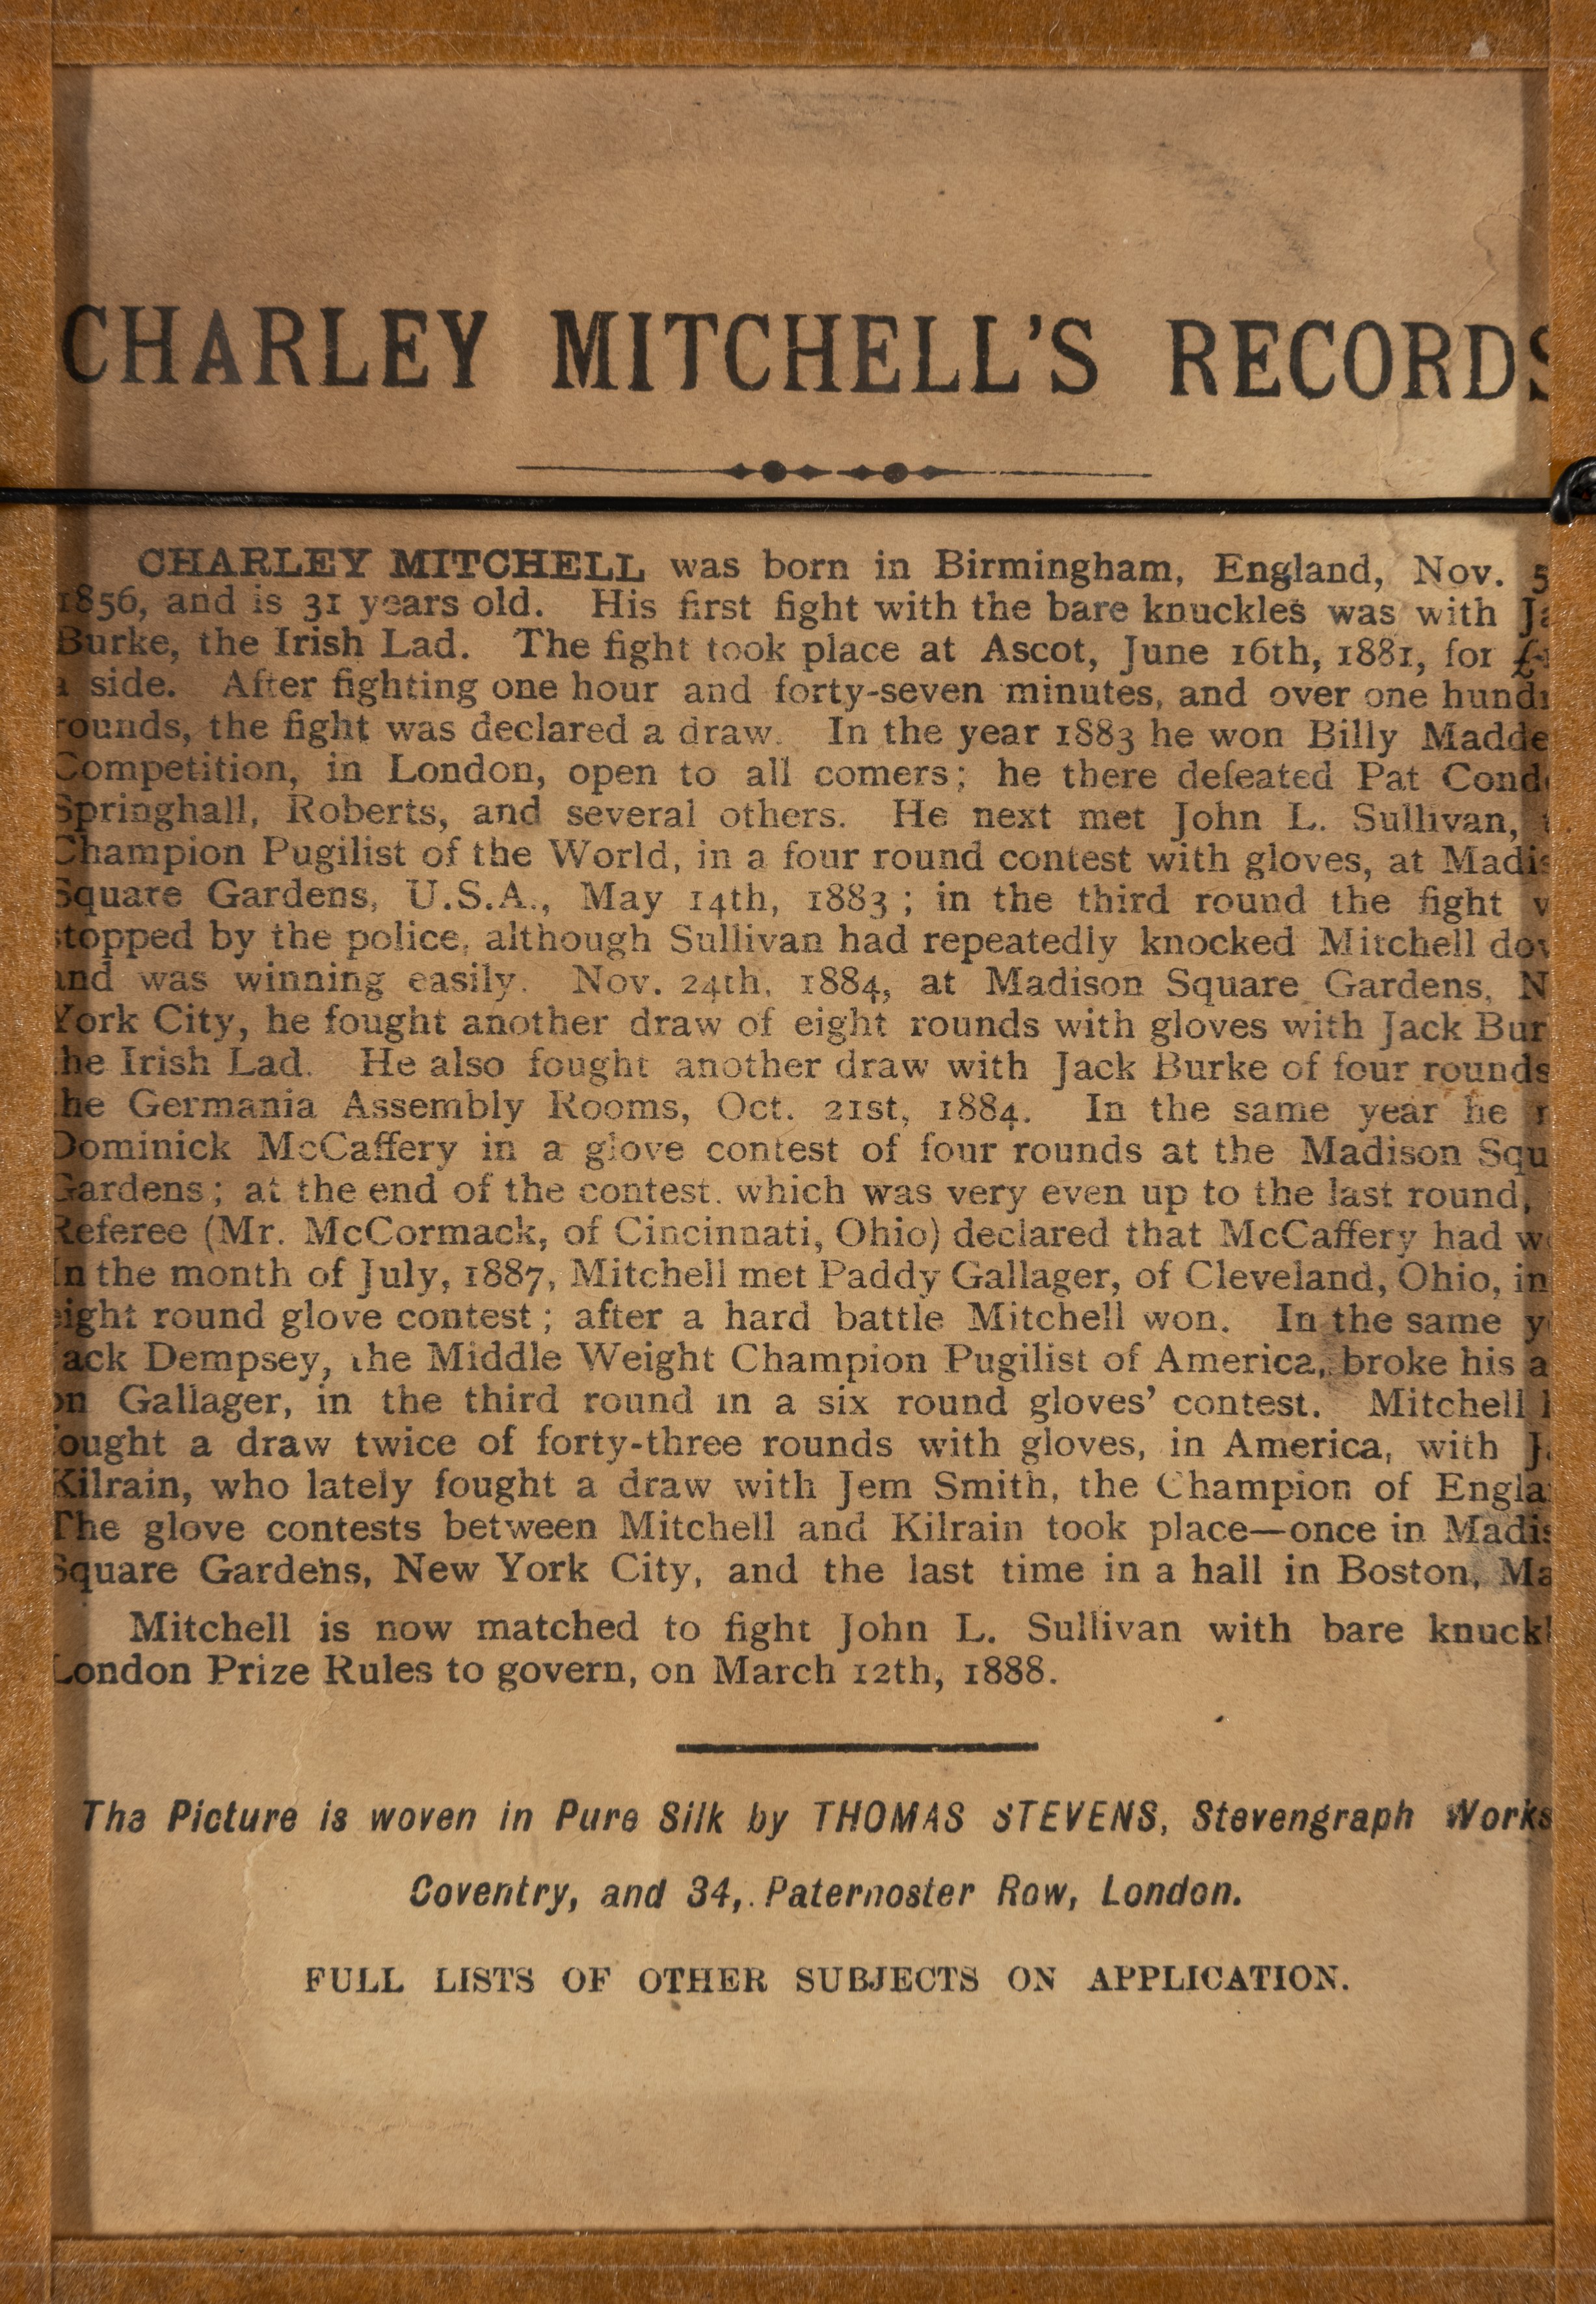 CHARLEY MITCHELL'S RECORDS
CHARLEY MITCHELL was born in Birmingham, England, Nov. 5
1856, and is 31 years old. His first fight with the bare knuckles was with
Burke, the Irish Lad. The fight took place at Ascot, June 16th, 1881, for
a side. After fighting one hour and forty-seven minutes, and over one
rounds, the fight was declared a draw. In the year 1883 he won Billy
Competition, in London, open to all comers; he there defeated Pat
Springhall, Roberts, and several others. He next met John L. Sullivan,
Champion Pugilist of the World, in a four round contest with gloves, at
Square Gardens, U.S.A., May 14th, 1883; in the third round the fight
stopped by the police, although Sullivan had repeatedly knocked Mitchell
and was winning easily. Nov. 24th, 1884, at Madison Square Gardens,
York City, he fought another draw of eight rounds with gloves with Jack
the Irish Lad. He also fought another draw with Jack Burke of four rounds
the Germania Assembly Rooms, Oct. 21st, 1884. In the same year he
Dominick McCaffery in a glove contest of four rounds at the Madison
Gardens; at the end of the contest. which was very even up to the last round,
Referee (Mr. McCormack, of Cincinnati, Ohio) declared that McCaffery had
In the month of July, 1887, Mitchell met Paddy Gallager, of Cleveland, Ohio, in
eight round glove contest; after a hard battle Mitchell won. In the same
Jack Dempsey, the Middle Weight Champion Pugilist of America, broke his
on Gallager, in the third round in a six round gloves' contest. Mitchell
fought a draw twice of forty-three rounds with gloves, in America, with
Kilrain, who lately fought a draw with Jem Smith, the Champion of
The glove contests between Mitchell and Kilrain took place—once in
Square Gardens, New York City, and the last time in a hall in Boston,
Mitchell is now matched to fight John L. Sullivan with bare
London Prize Rules to govern, on March 12th, 1888.
The Picture is woven in Pure Silk by THOMAS STEVENS, Stevengraph Works
Coventry, and 34, Paternoster Row, London.
FULL LISTS OF OTHER SUBJECTS ON APPLICATION.